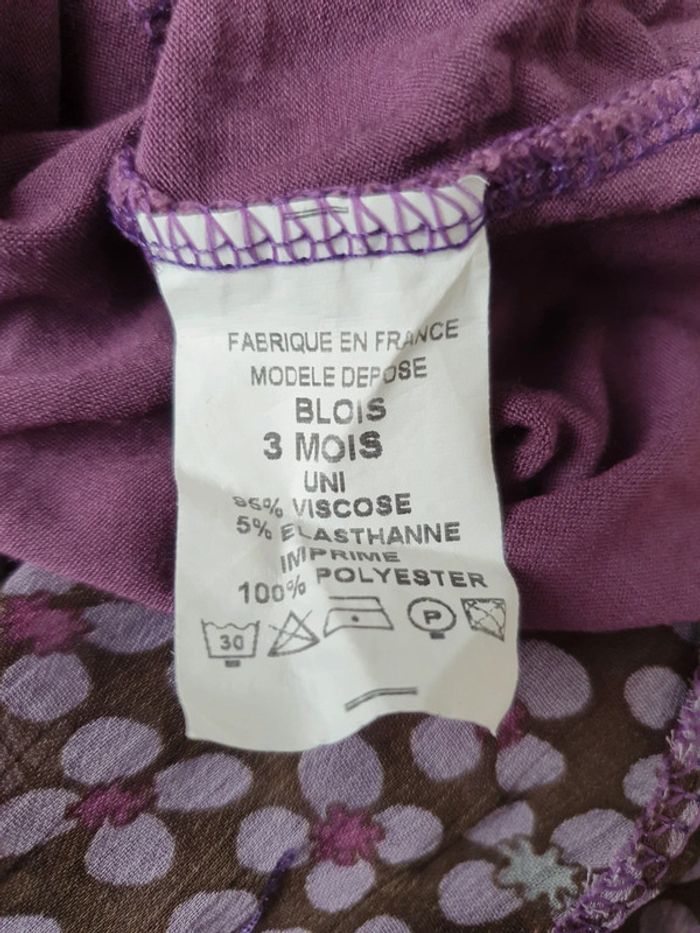 FABRIQUE EN FRANCE
MODELE DEPOSE
BLOIS
3 MOIS
UNI
95% VISCOSE
5% ELASTHANNE
IMPRIME
100% POLYESTER
30 P